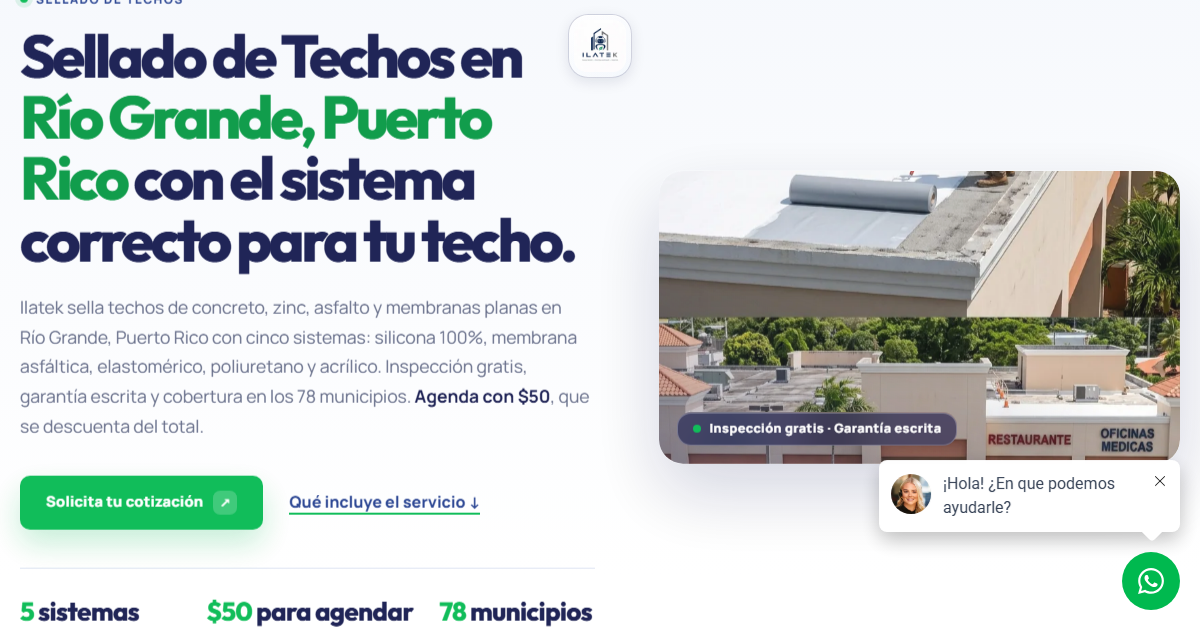 SELLADO DE TECHOS
ILATEK
Sellado de Techos en
Río Grande, Puerto
Rico con el sistema
correcto para tu techo.
Ilatek sella techos de concreto, zinc, asfalto y membranas planas en
Río Grande, Puerto Rico con cinco sistemas: silicona 100%, membrana
asfáltica, elastomérico, poliuretano y acrílico. Inspección gratis,
garantía escrita y cobertura en los 78 municipios. Agenda con $50, que
se descuenta del total.
Solicita tu cotización ↗
Qué incluye el servicio ↓
5 sistemas
$50 para agendar
78 municipios
Inspección gratis · Garantía escrita
RESTAURANTE
OFICINAS
MEDICAS
¡Hola! ¿En que podemos
ayudarle?